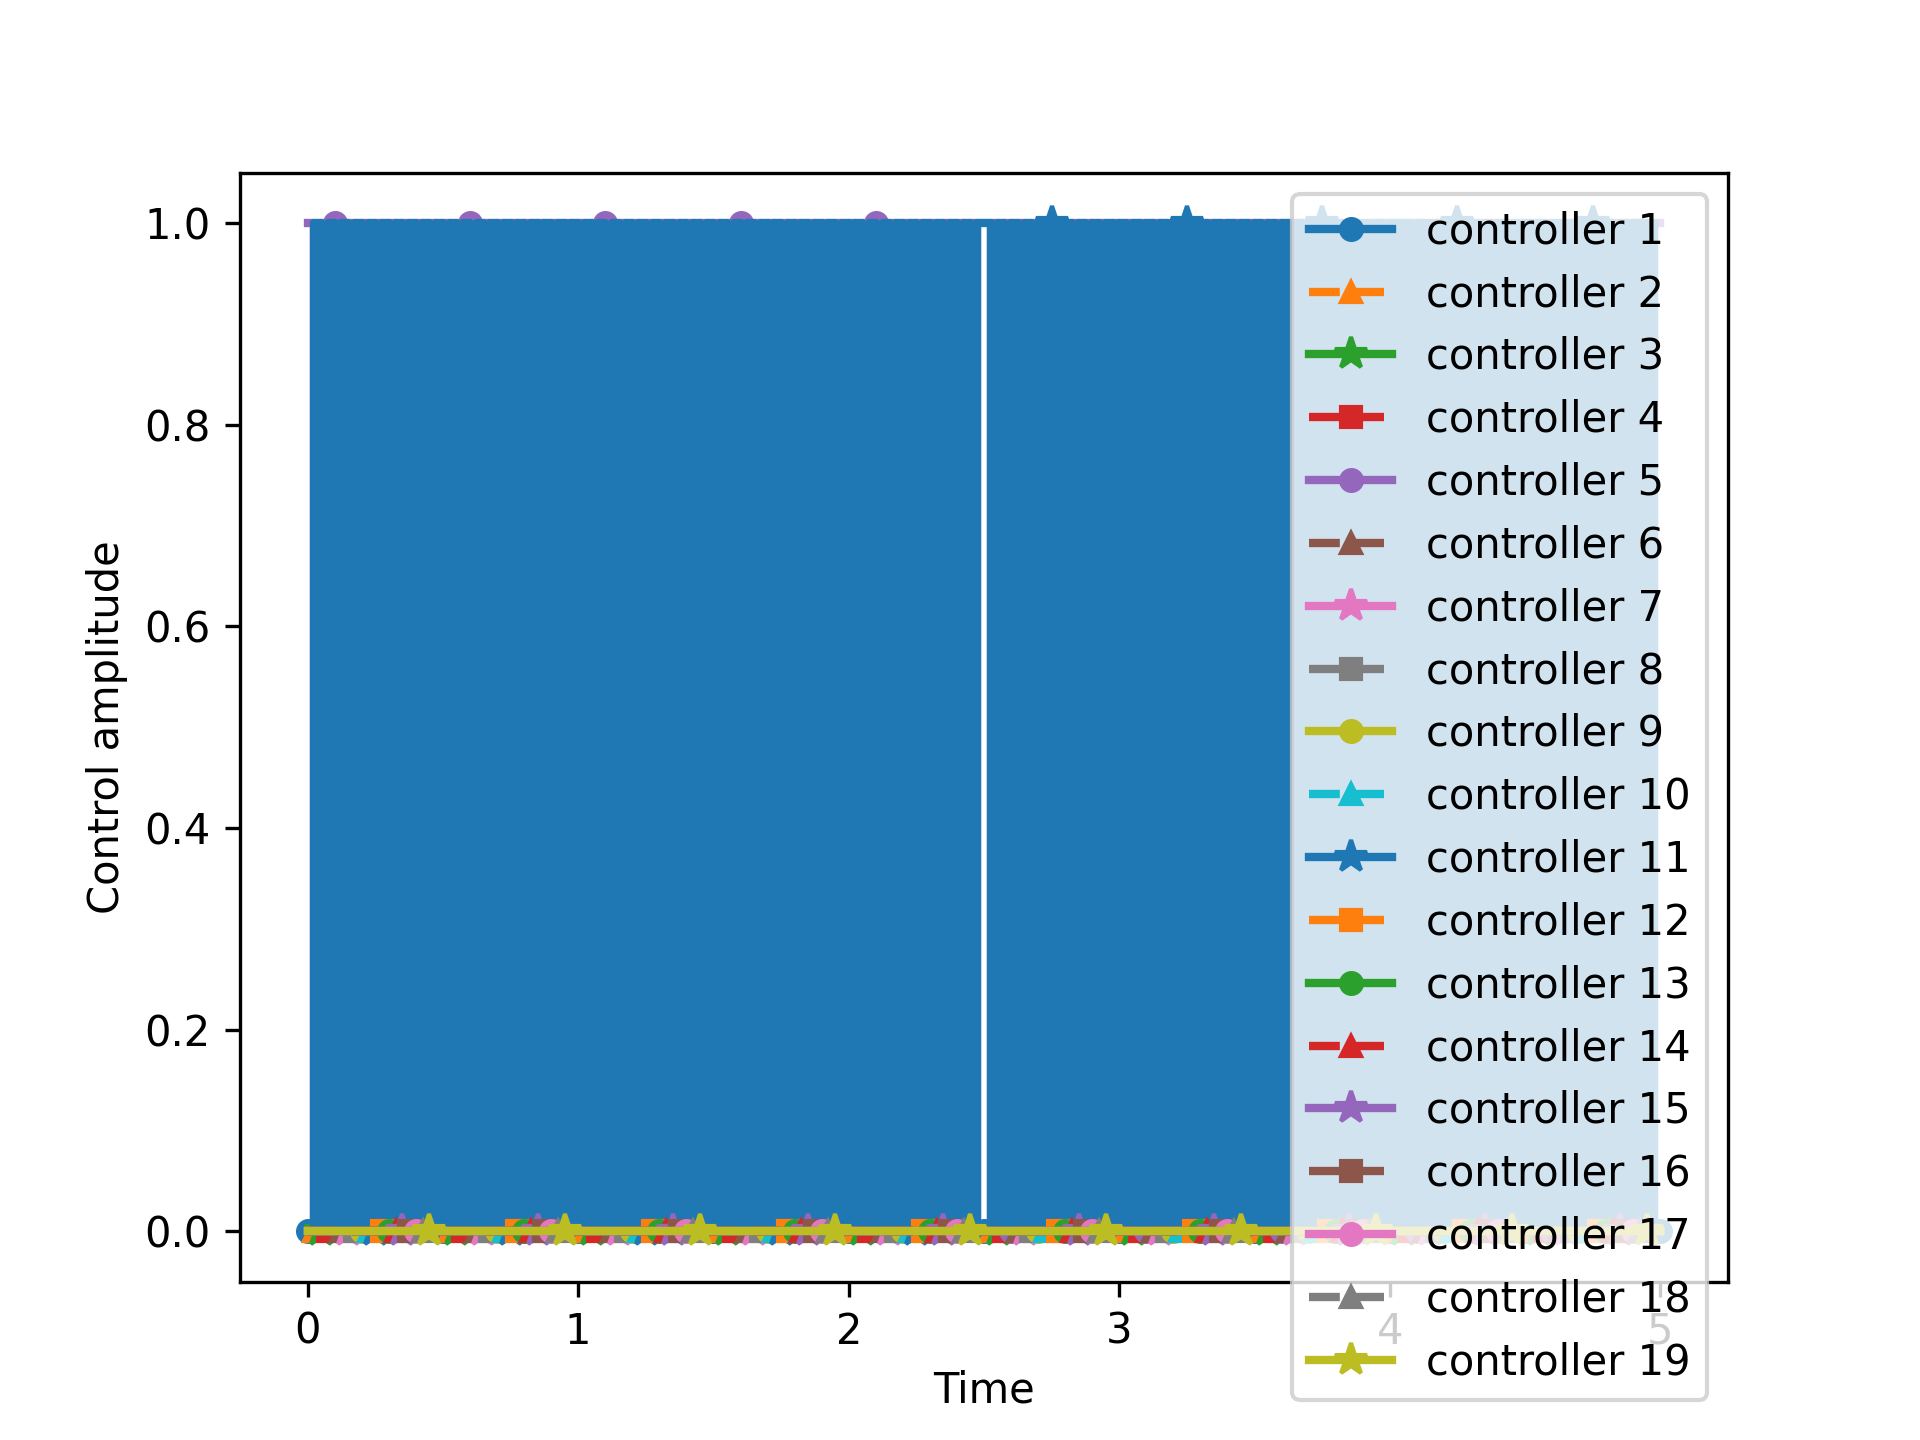 1.0
0.8
0.6
0.4
0.2
0.0
Control amplitude
0 1 2 3 4 5
Time
controller 1
controller 2
controller 3
controller 4
controller 5
controller 6
controller 7
controller 8
controller 9
controller 10
controller 11
controller 12
controller 13
controller 14
controller 15
controller 16
controller 17
controller 18
controller 19